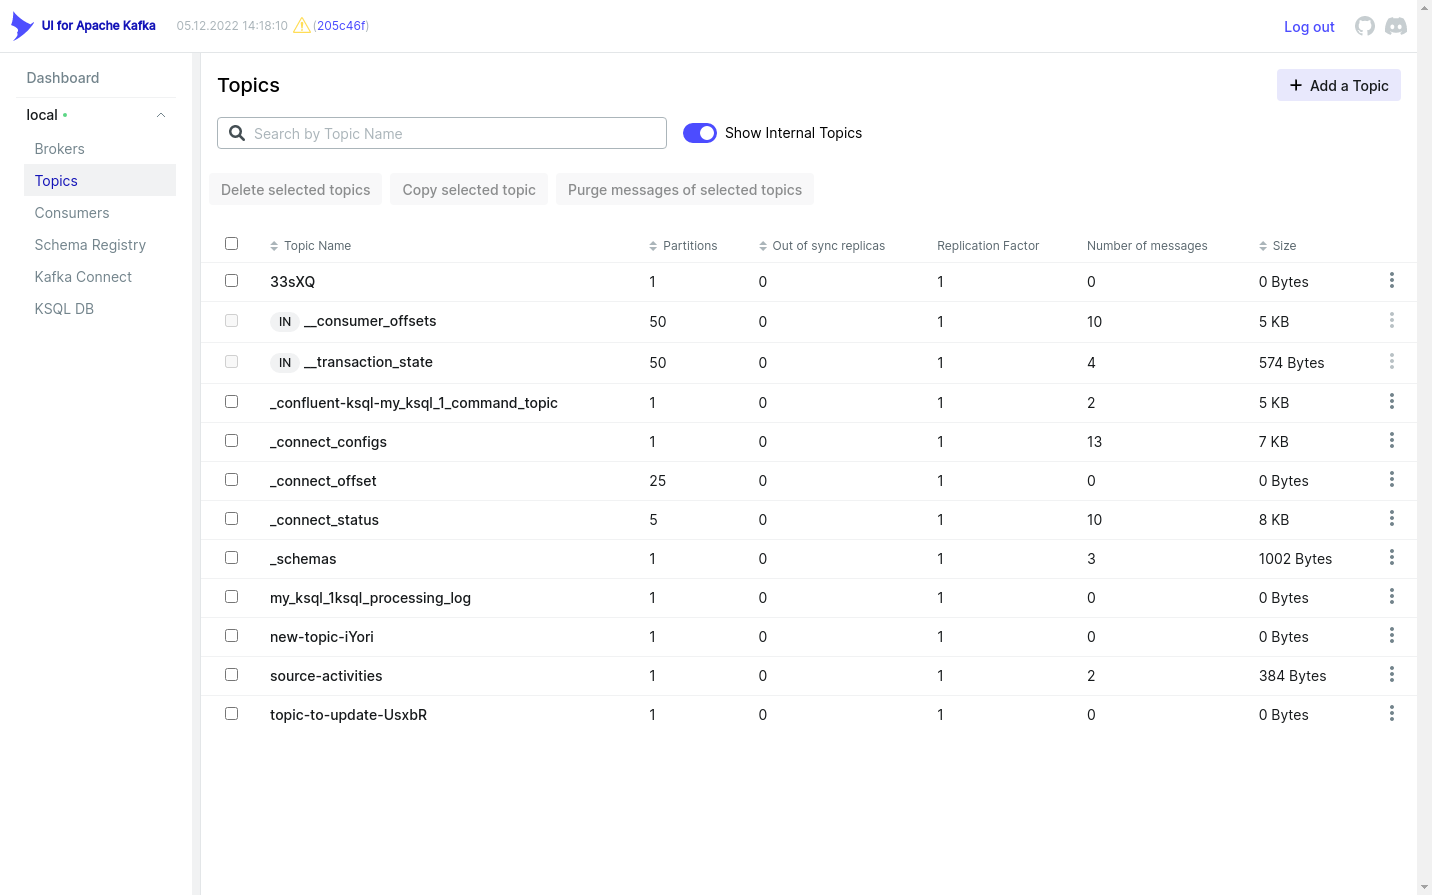 UI for Apache Kafka 05.12.2022 14:18:10 (205c46f) Log out
Dashboard
local
Brokers
Topics
Consumers
Schema Registry
Kafka Connect
KSQL DB
Topics
Add a Topic
Search by Topic Name
Show Internal Topics
Delete selected topics Copy selected topic Purge messages of selected topics
Topic Name Partitions Out of sync replicas Replication Factor Number of messages Size
33sXQ 1 0 1 0 0 Bytes
IN __consumer_offsets 50 0 1 10 5 KB
IN __transaction_state 50 0 1 4 574 Bytes
_confluent-ksql-my_ksql_1_command_topic 1 0 1 2 5 KB
_connect_configs 1 0 1 13 7 KB
_connect_offset 25 0 1 0 0 Bytes
_connect_status 5 0 1 10 8 KB
_schemas 1 0 1 3 1002 Bytes
my_ksql_1ksql_processing_log 1 0 1 0 0 Bytes
new-topic-iYori 1 0 1 0 0 Bytes
source-activities 1 0 1 2 384 Bytes
topic-to-update-UsxbR 1 0 1 0 0 Bytes